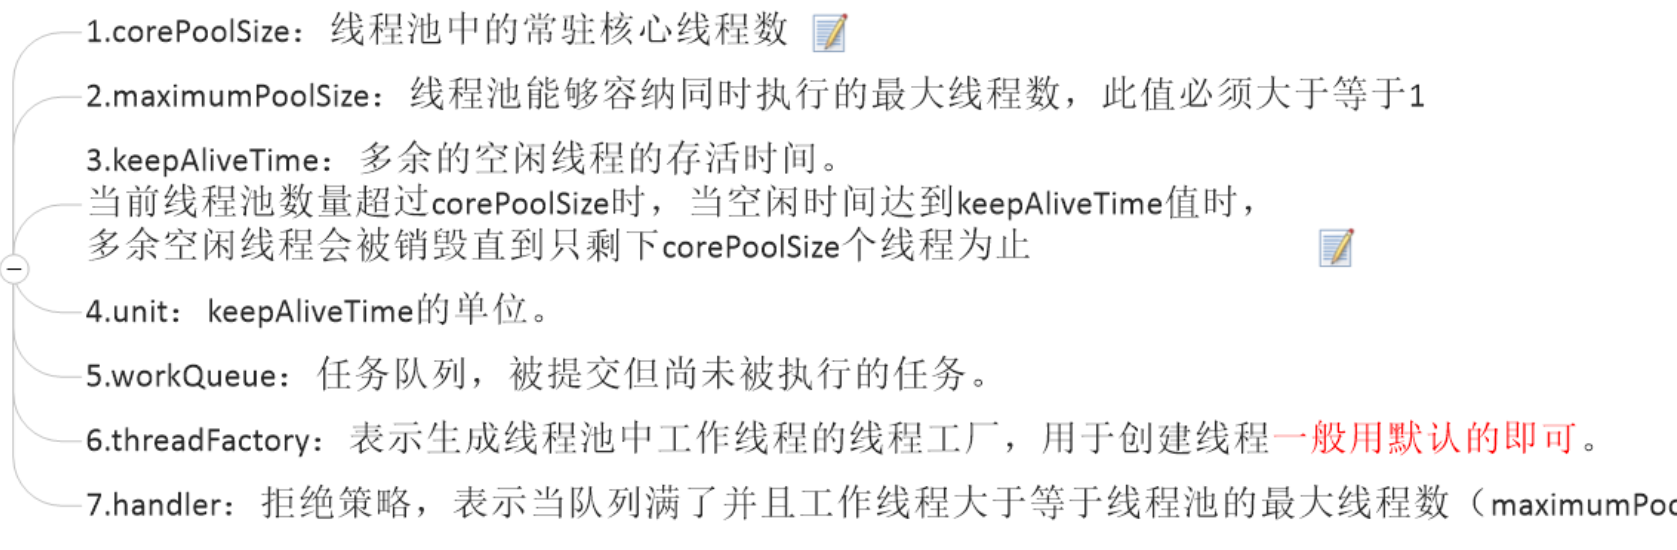 1.corePoolSize：线程池中的常驻核心线程数
2.maximumPoolSize：线程池能够容纳同时执行的最大线程数，此值必须大于等于1
3.keepAliveTime：多余的空闲线程的存活时间。
当前线程池数量超过corePoolSize时，当空闲时间达到keepAliveTime值时，
多余空闲线程会被销毁直到只剩下corePoolSize个线程为止
4.unit：keepAliveTime的单位。
5.workQueue：任务队列，被提交但尚未被执行的任务。
6.threadFactory：表示生成线程池中工作线程的线程工厂，用于创建线程一般用默认的即可。
7.handler：拒绝策略，表示当队列满了并且工作线程大于等于线程池的最大线程数（maximumPoo